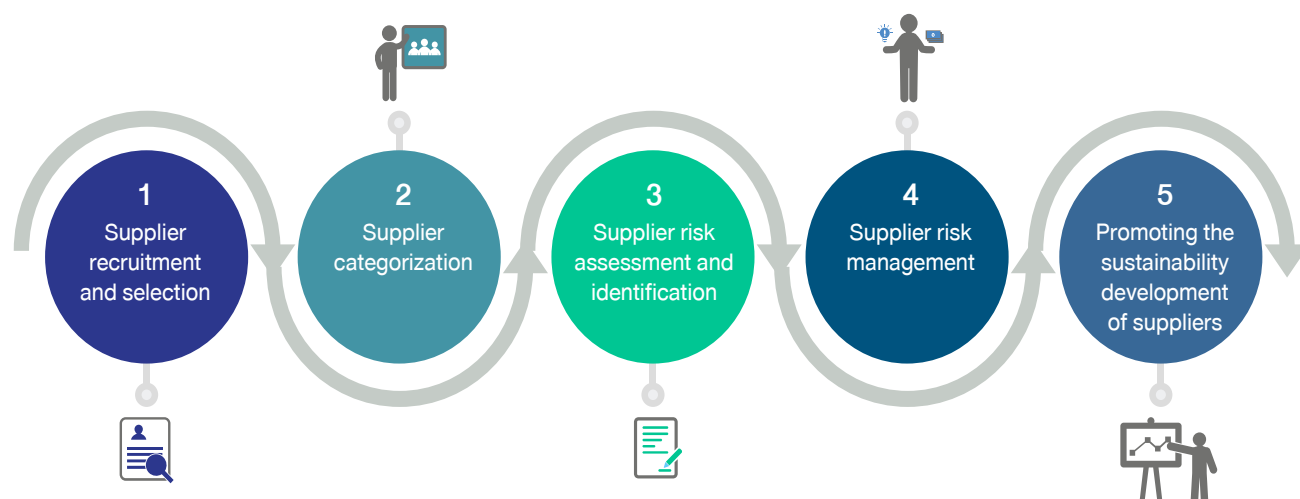 1
Supplier
recruitment
and selection
2
Supplier
categorization
3
Supplier risk
assessment and
identification
4
Supplier risk
management
5
Promoting the
sustainability
development
of suppliers